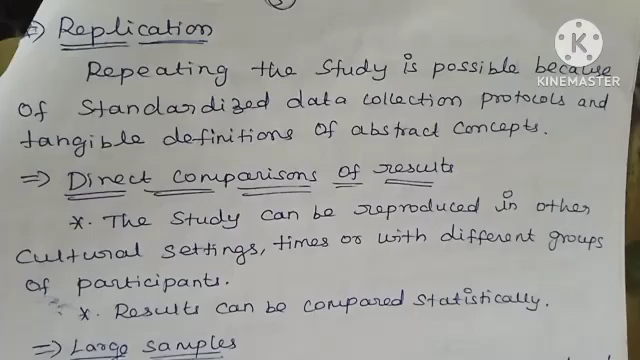 ⇒ Replication
Repeating the study is possible because
of standardized data collection protocols and
tangible definitions of abstract concepts.
⇒ Direct comparisons of results
*. The study can be reproduced in other
cultural settings, times or with different groups
of participants.
*. Results can be compared statistically.
⇒ Large samples
K
KINEMASTER